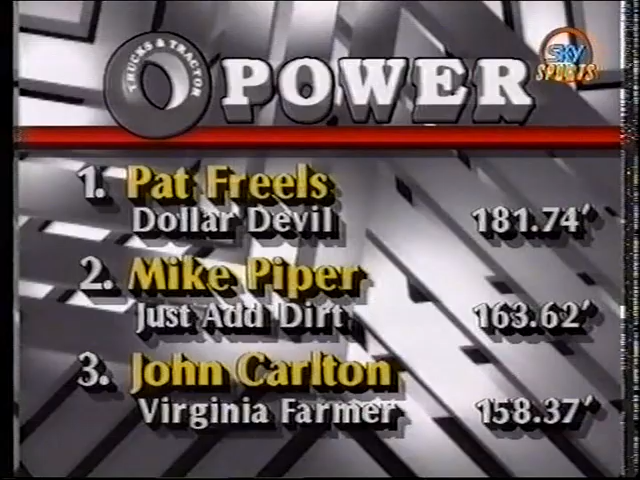 TRUCKS & TRACTOR
POWER
SKY
SPORTS
1. Pat Freels
Dollar Devil 181.74'
2. Mike Piper
Just Add Dirt 163.62'
3. John Carlton
Virginia Farmer 158.37'